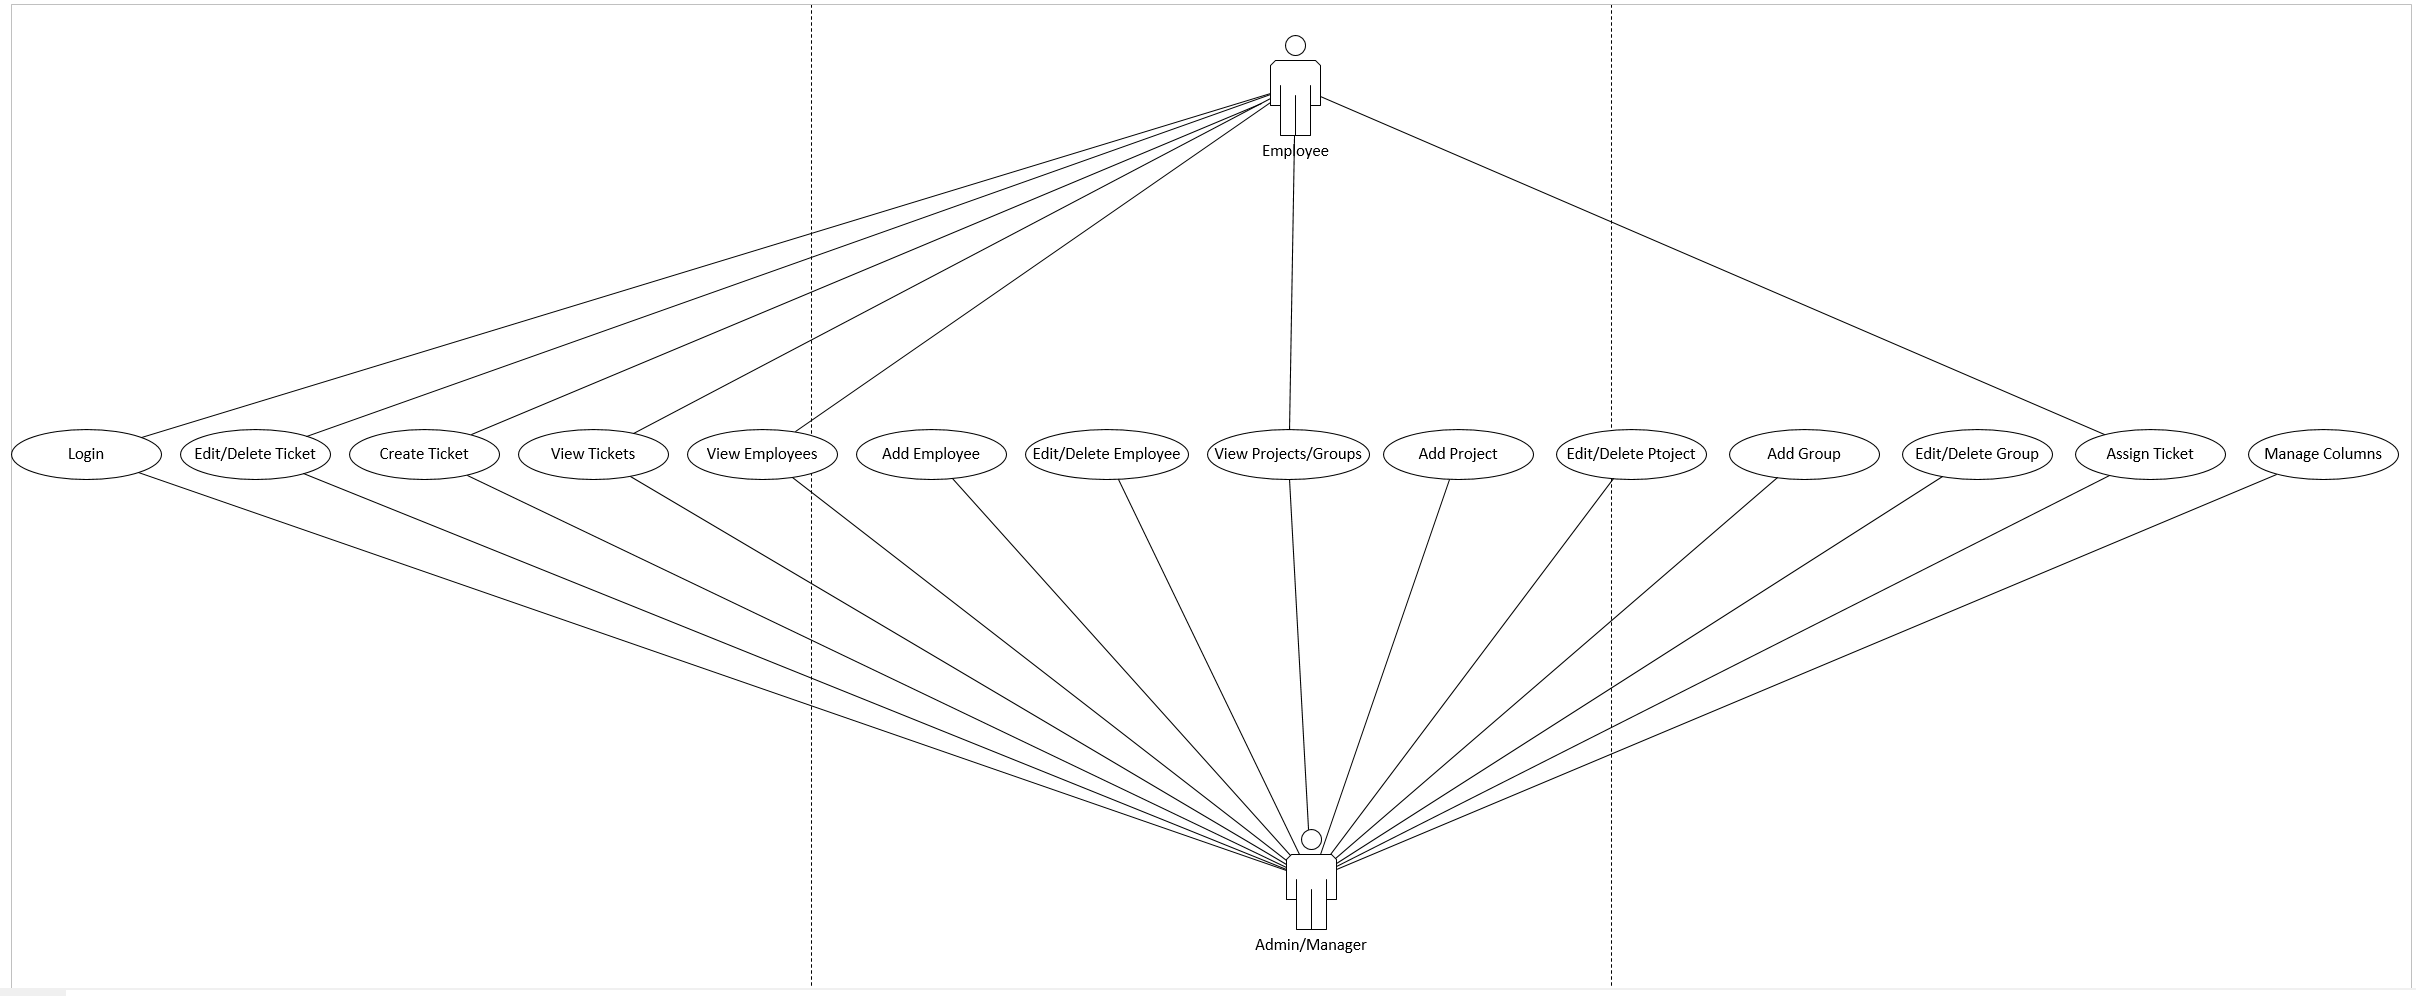 Employee
Login
Edit/Delete Ticket
Create Ticket
View Tickets
View Employees
Add Employee
Edit/Delete Employee
View Projects/Groups
Add Project
Edit/Delete Ptoject
Add Group
Edit/Delete Group
Assign Ticket
Manage Columns
Admin/Manager